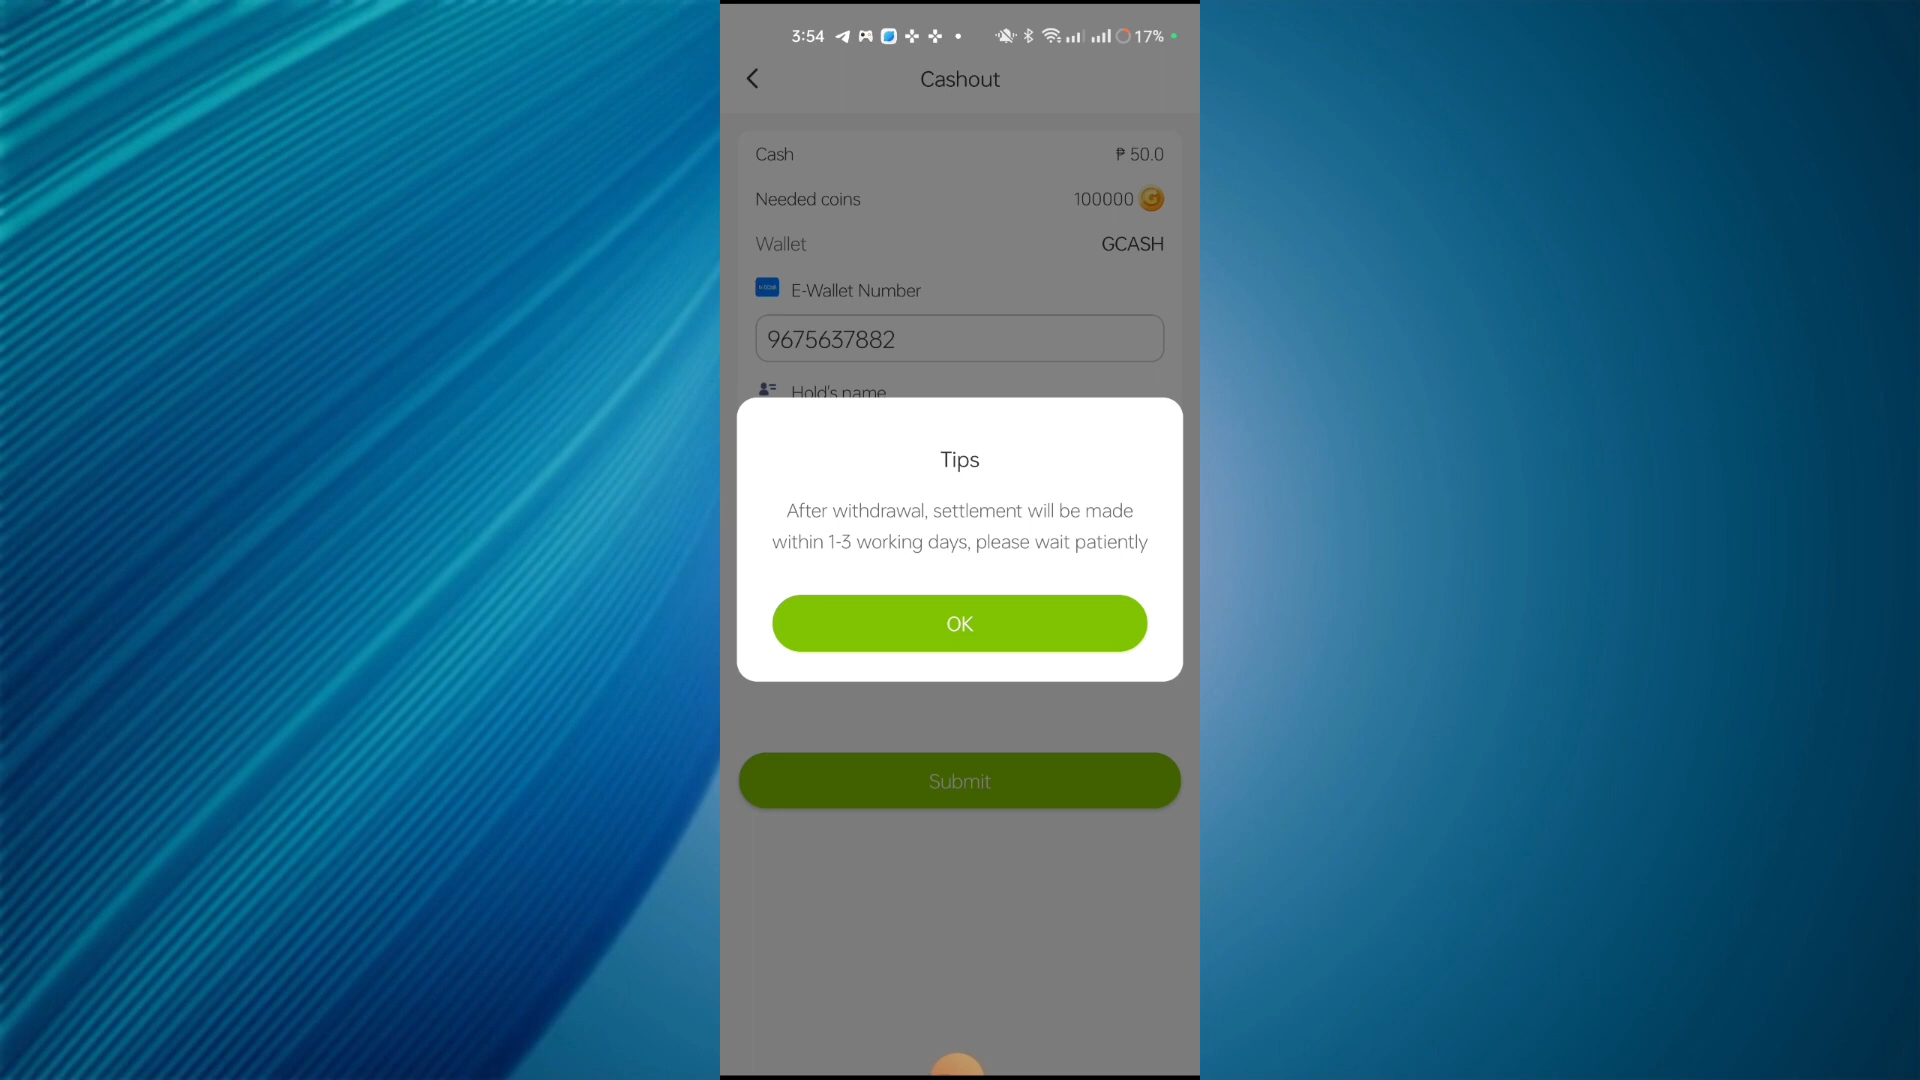 3:54
17%
Cashout
Cash
₱ 50.0
Needed coins
100000
Wallet
GCASH
E-Wallet Number
9675637882
Hold's name
Tips
After withdrawal, settlement will be made
within 1-3 working days, please wait patiently
OK
Submit